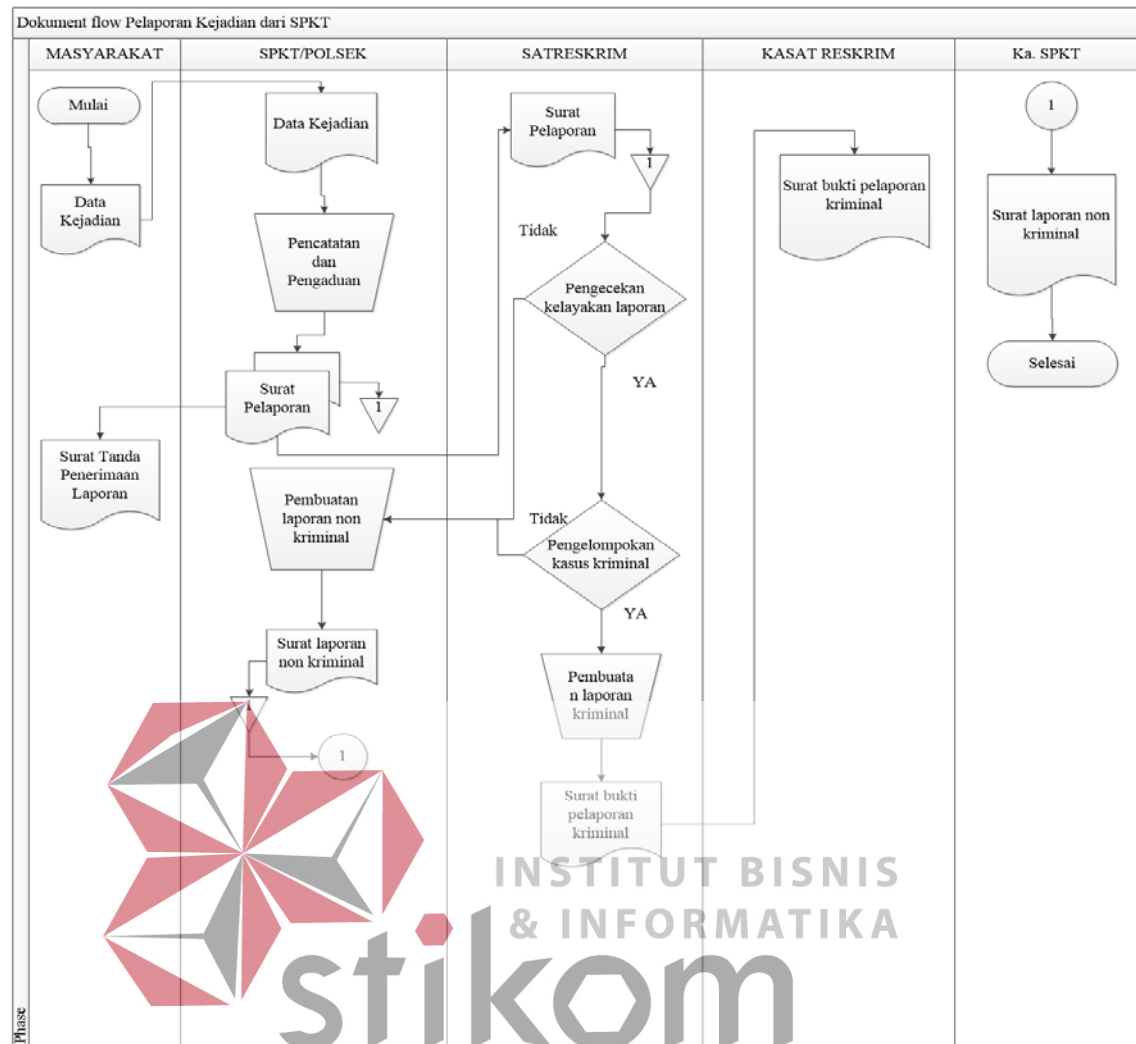 Dokument flow Pelaporan Kejadian dari SPKT
MASYARAKAT
SPKT/POLSEK
SATRESKRIM
KASAT RESKRIM
Ka. SPKT
Mulai
Data
Kejadian
Surat Tanda
Penerimaan
Laporan
Data Kejadian
Pencatatan
dan
Pengaduan
Surat
Pelaporan
1
Pembuatan
laporan non
kriminal
Surat laporan
non kriminal
1
Surat
Pelaporan
1
Tidak
Pengecekan
kelayakan laporan
YA
Tidak
Pengelompokan
kasus kriminal
YA
Pembuata
n laporan
kriminal
Surat bukti
pelaporan
kriminal
Surat bukti pelaporan
kriminal
1
Surat laporan non
kriminal
Selesai
Phase
INSTITUT BISNIS
& INFORMATIKA
stikom